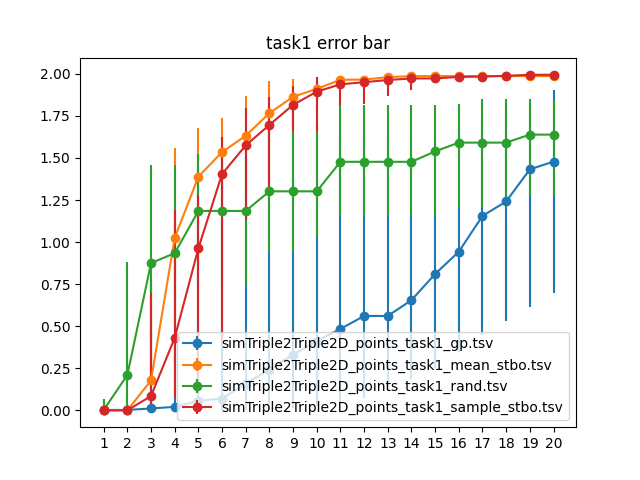 task1 error bar
2.00
1.75
1.50
1.25
1.00
0.75
0.50
0.25
0.00
simTriple2Triple2D_points_task1_gp.tsv
simTriple2Triple2D_points_task1_mean_stbo.tsv
simTriple2Triple2D_points_task1_rand.tsv
simTriple2Triple2D_points_task1_sample_stbo.tsv
1 2 3 4 5 6 7 8 9 10 11 12 13 14 15 16 17 18 19 20